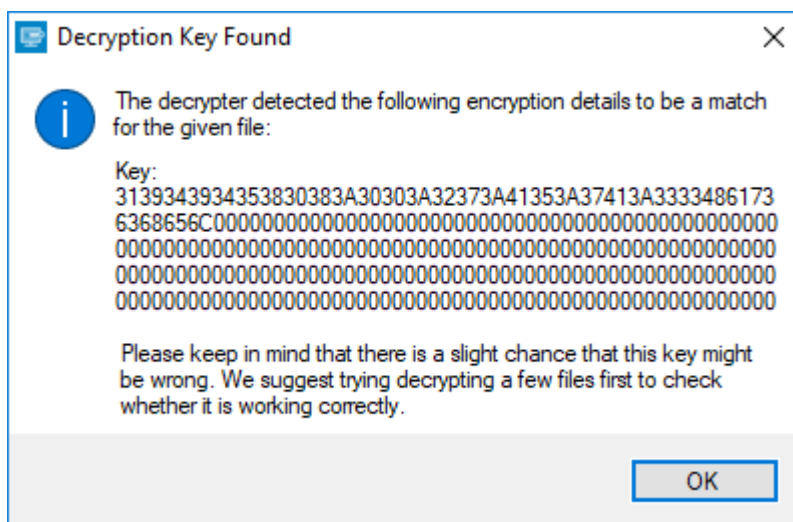 Decryption Key Found
The decrypter detected the following encryption details to be a match
for the given file:
Key:
3139343934353830383A30303A32373A41353A37413A3333486173
6368656C0000000000000000000000000000000000000000000000
000000000000000000000000000000000000000000000000000000
000000000000000000000000000000000000000000000000000000
000000000000000000000000000000000000000000000000000000
Please keep in mind that there is a slight chance that this key might
be wrong. We suggest trying decrypting a few files first to check
whether it is working correctly.
OK